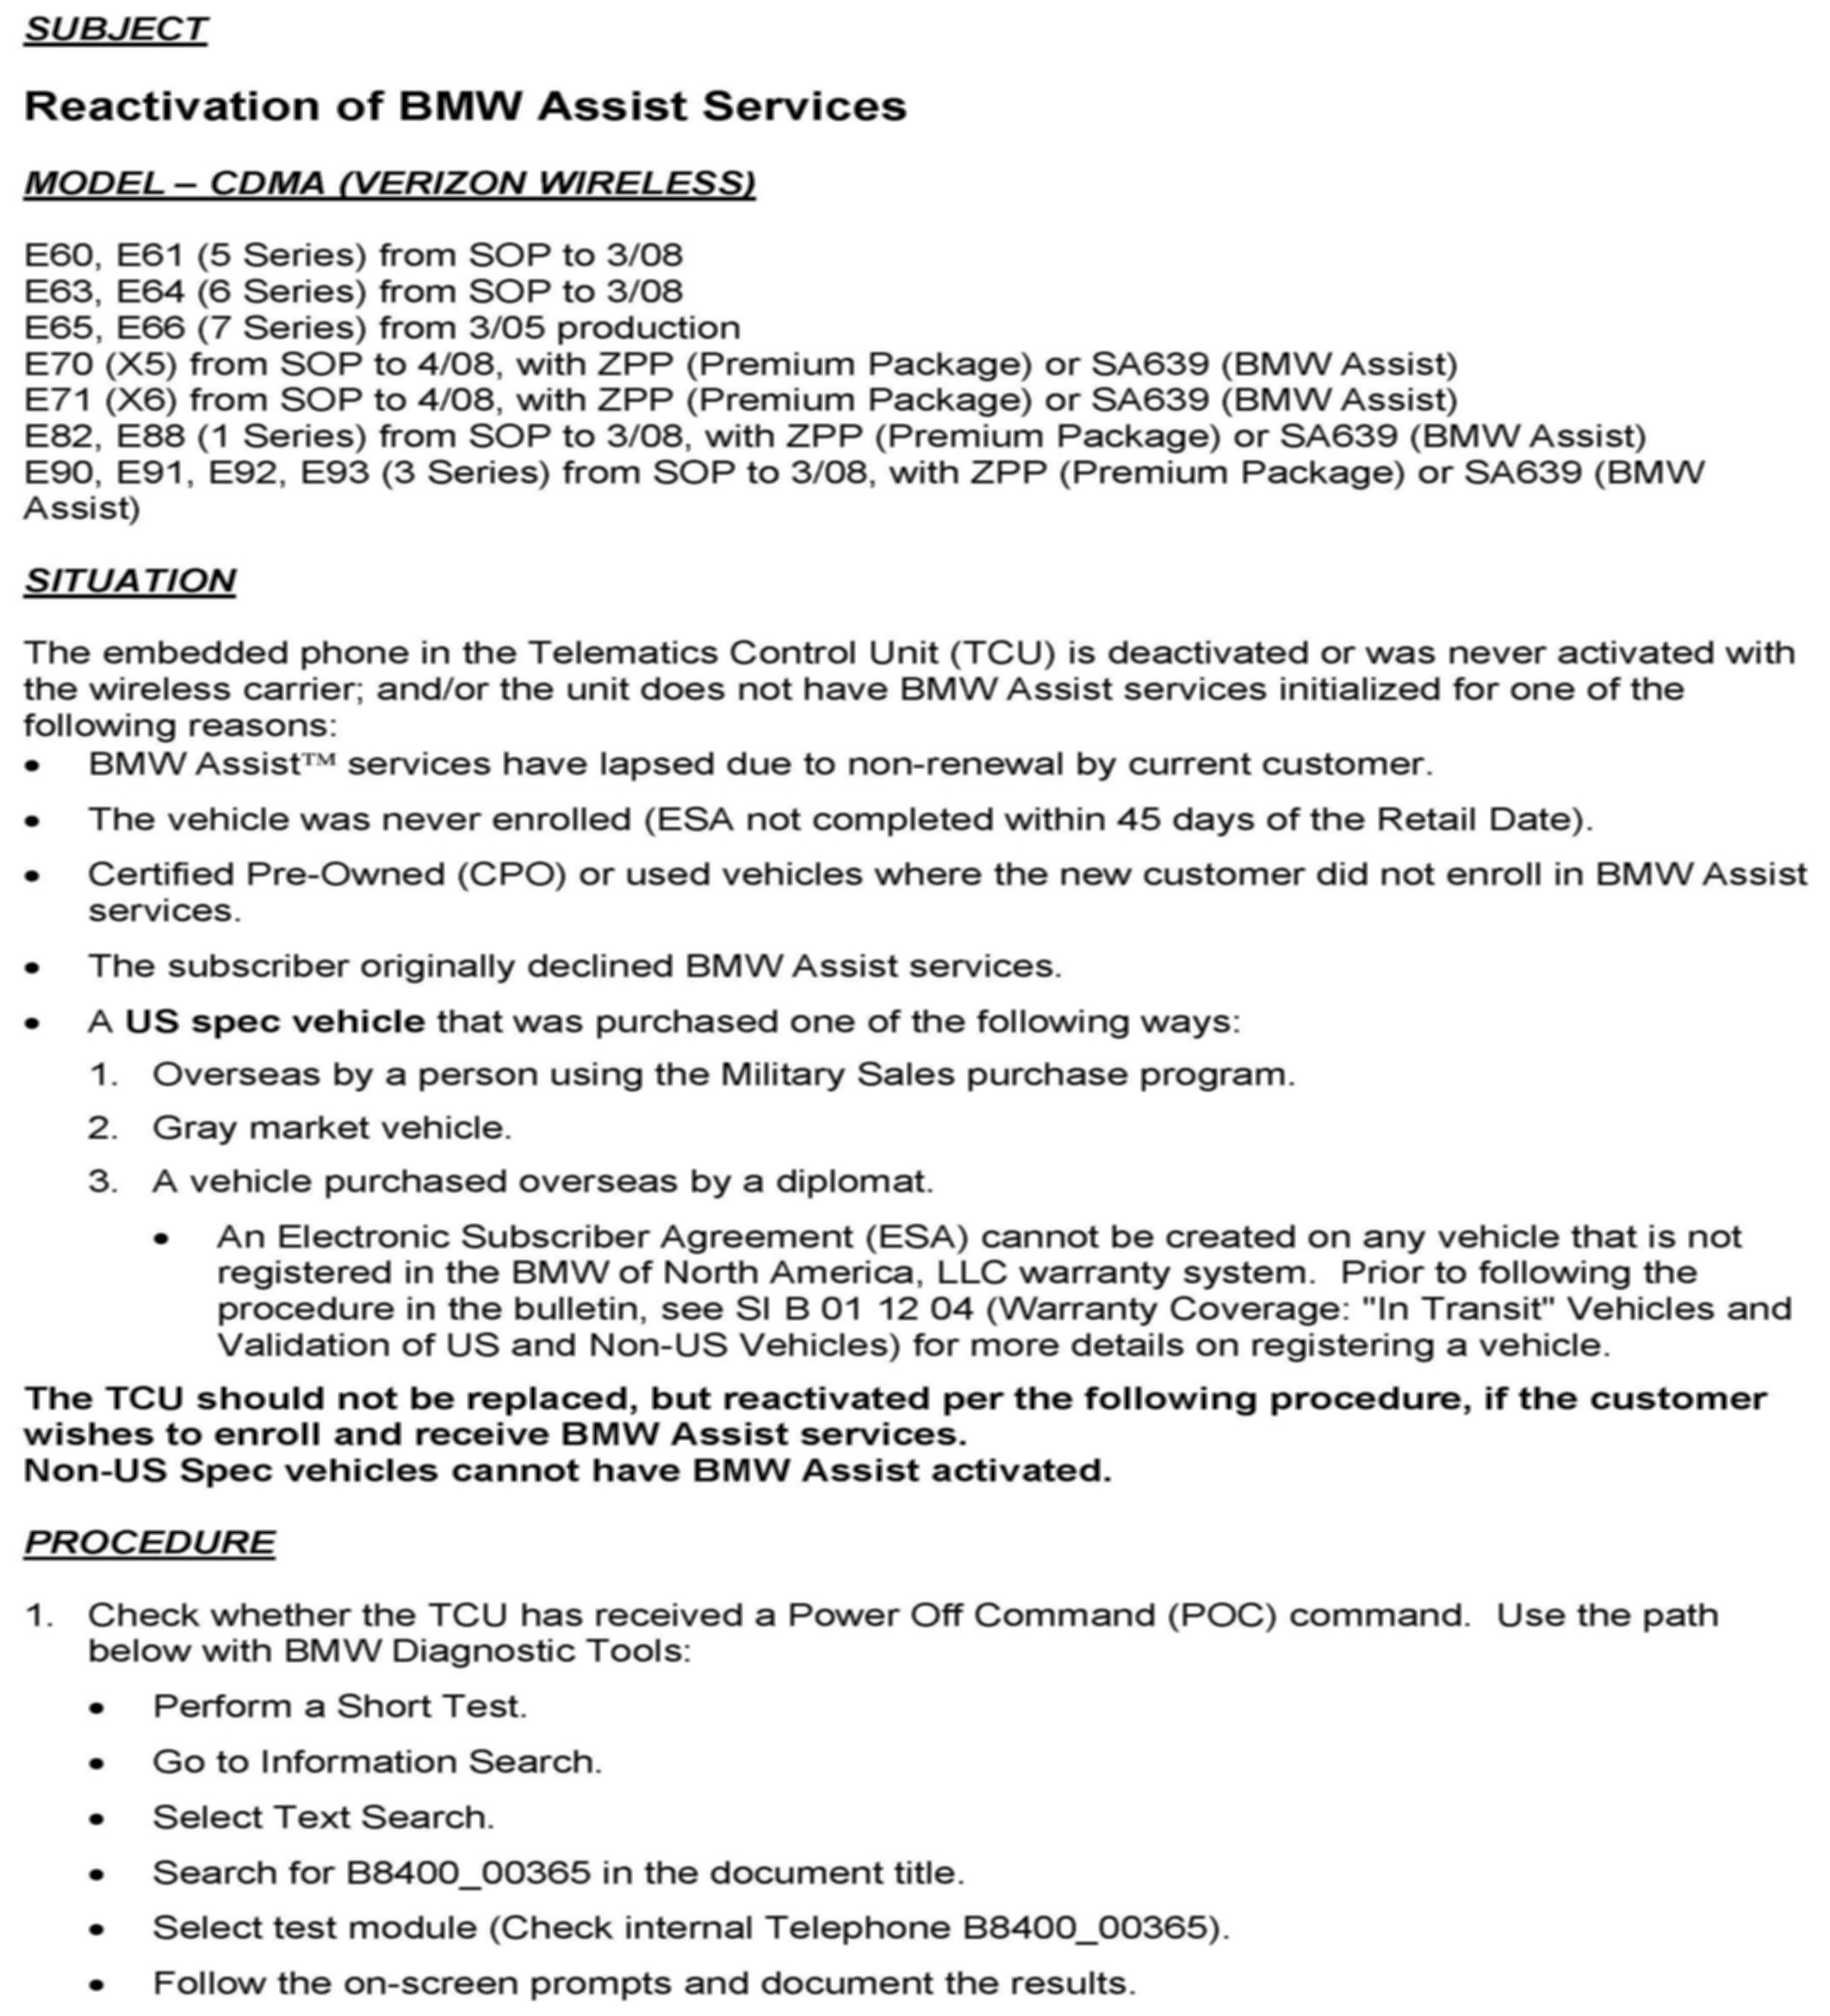 SUBJECT
Reactivation of BMW Assist Services
MODEL – CDMA (VERIZON WIRELESS)
E60, E61 (5 Series) from SOP to 3/08
E63, E64 (6 Series) from SOP to 3/08
E65, E66 (7 Series) from 3/05 production
E70 (X5) from SOP to 4/08, with ZPP (Premium Package) or SA639 (BMW Assist)
E71 (X6) from SOP to 4/08, with ZPP (Premium Package) or SA639 (BMW Assist)
E82, E88 (1 Series) from SOP to 3/08, with ZPP (Premium Package) or SA639 (BMW Assist)
E90, E91, E92, E93 (3 Series) from SOP to 3/08, with ZPP (Premium Package) or SA639 (BMW
Assist)
SITUATION
The embedded phone in the Telematics Control Unit (TCU) is deactivated or was never activated with
the wireless carrier; and/or the unit does not have BMW Assist services initialized for one of the
following reasons:
• BMW Assist™ services have lapsed due to non-renewal by current customer.
• The vehicle was never enrolled (ESA not completed within 45 days of the Retail Date).
• Certified Pre-Owned (CPO) or used vehicles where the new customer did not enroll in BMW Assist
services.
• The subscriber originally declined BMW Assist services.
• A US spec vehicle that was purchased one of the following ways:
1. Overseas by a person using the Military Sales purchase program.
2. Gray market vehicle.
3. A vehicle purchased overseas by a diplomat.
• An Electronic Subscriber Agreement (ESA) cannot be created on any vehicle that is not
registered in the BMW of North America, LLC warranty system. Prior to following the
procedure in the bulletin, see SI B 01 12 04 (Warranty Coverage: "In Transit" Vehicles and
Validation of US and Non-US Vehicles) for more details on registering a vehicle.
The TCU should not be replaced, but reactivated per the following procedure, if the customer
wishes to enroll and receive BMW Assist services.
Non-US Spec vehicles cannot have BMW Assist activated.
PROCEDURE
1. Check whether the TCU has received a Power Off Command (POC) command. Use the path
below with BMW Diagnostic Tools:
• Perform a Short Test.
• Go to Information Search.
• Select Text Search.
• Search for B8400_00365 in the document title.
• Select test module (Check internal Telephone B8400_00365).
• Follow the on-screen prompts and document the results.